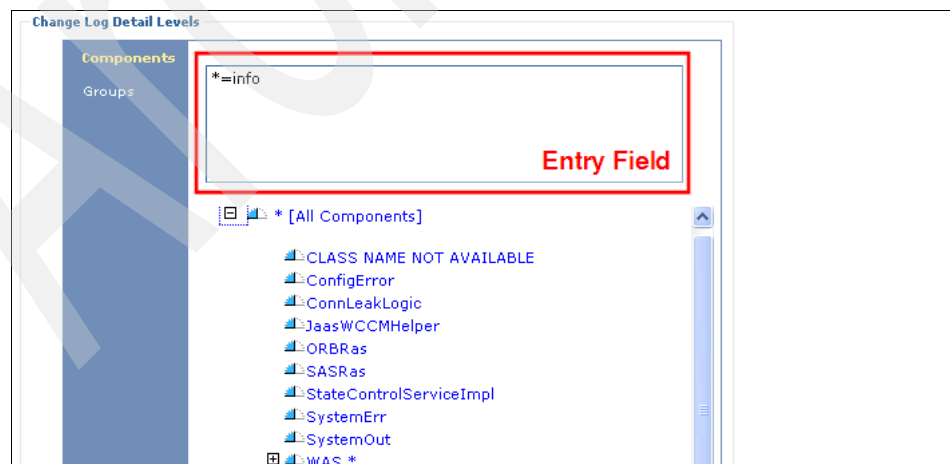 Change Log Detail Levels
Components
Groups
*=info
Entry Field
* [All Components]
CLASS NAME NOT AVAILABLE
ConfigError
ConnLeakLogic
JaasWCCMHelper
ORBRas
SASRas
StateControlServiceImpl
SystemErr
SystemOut
WAS.*